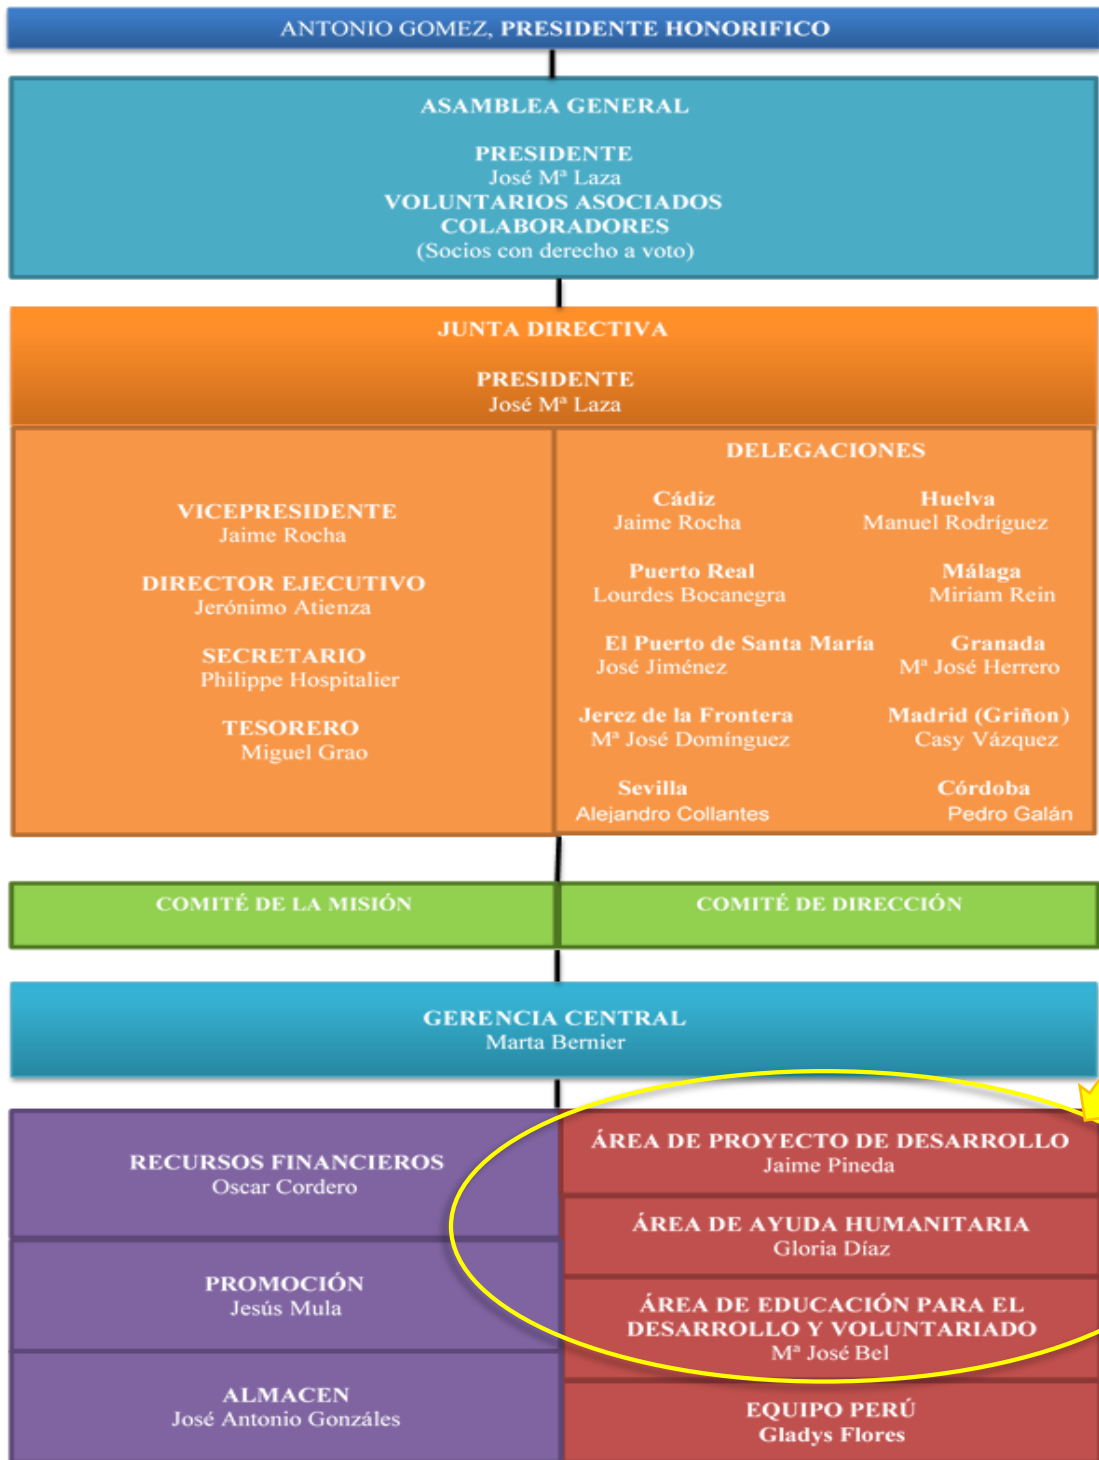 ANTONIO GOMEZ, PRESIDENTE HONORIFICO
ASAMBLEA GENERAL
PRESIDENTE
José Mª Laza
VOLUNTARIOS ASOCIADOS
COLABORADORES
(Socios con derecho a voto)
JUNTA DIRECTIVA
PRESIDENTE
José Mª Laza
VICEPRESIDENTE
Jaime Rocha
DIRECTOR EJECUTIVO
Jerónimo Atienza
SECRETARIO
Philippe Hospitalier
TESORERO
Miguel Grao
DELEGACIONES
Cádiz Huelva
Jaime Rocha Manuel Rodríguez
Puerto Real Málaga
Lourdes Bocanegra Miriam Rein
El Puerto de Santa María Granada
José Jiménez Mª José Herrero
Jerez de la Frontera Madrid (Griñon)
Mª José Domínguez Casy Vázquez
Sevilla Córdoba
Alejandro Collantes Pedro Galán
COMITÉ DE LA MISIÓN
COMITÉ DE DIRECCIÓN
GERENCIA CENTRAL
Marta Bernier
RECURSOS FINANCIEROS
Oscar Cordero
PROMOCIÓN
Jesús Mula
ALMACEN
José Antonio Gonzáles
ÁREA DE PROYECTO DE DESARROLLO
Jaime Pineda
ÁREA DE AYUDA HUMANITARIA
Gloria Díaz
ÁREA DE EDUCACIÓN PARA EL
DESARROLLO Y VOLUNTARIADO
Mª José Bel
EQUIPO PERÚ
Gladys Flores